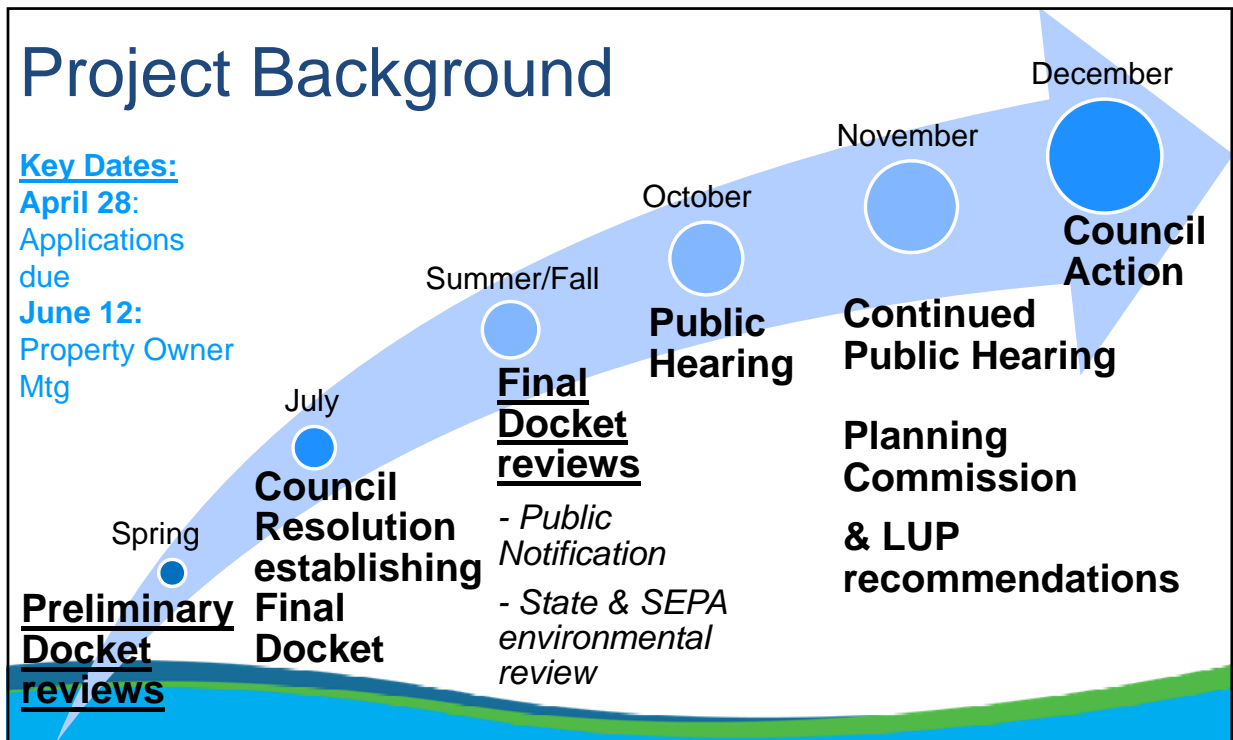 Project Background
Key Dates:
April 28:
Applications
due
June 12:
Property Owner
Mtg
Spring
Preliminary
Docket
reviews
July
Council
Resolution
establishing
Final
Docket
Summer/Fall
Final
Docket
reviews
- Public
Notification
- State & SEPA
environmental
review
October
Public
Hearing
November
Continued
Public Hearing
Planning
Commission
& LUP
recommendations
December
Council
Action